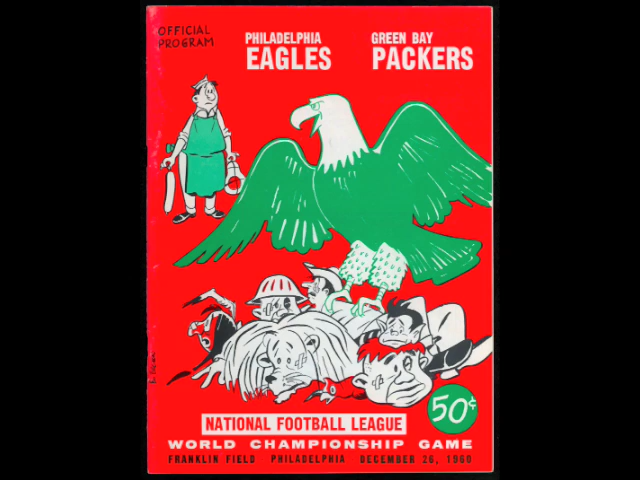 OFFICIAL
PROGRAM
PHILADELPHIA
EAGLES
GREEN BAY
PACKERS
50¢
NATIONAL FOOTBALL LEAGUE
WORLD CHAMPIONSHIP GAME
FRANKLIN FIELD PHILADELPHIA DECEMBER 26, 1960